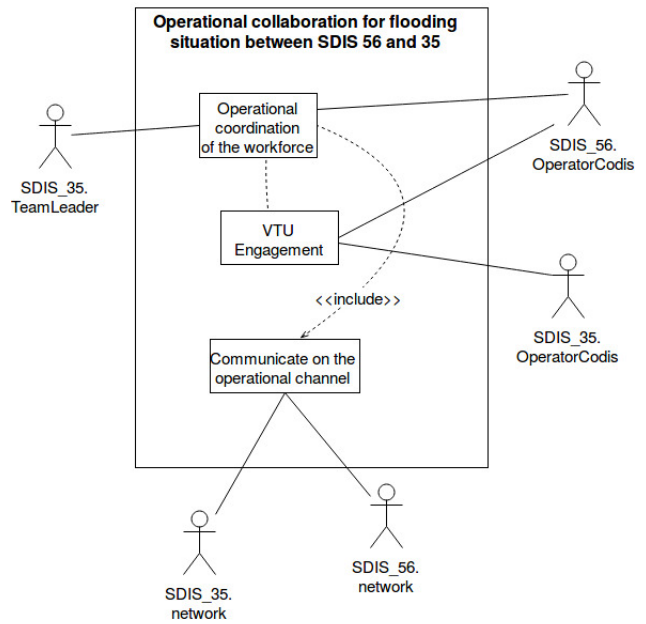 Operational collaboration for flooding
situation between SDIS 56 and 35
Operational
coordination
of the workforce
SDIS_35.
TeamLeader
SDIS_56.
OperatorCodis
VTU
Engagement
<<include>>
SDIS_35.
OperatorCodis
Communicate on the
operational channel
SDIS_35.
network
SDIS_56.
network